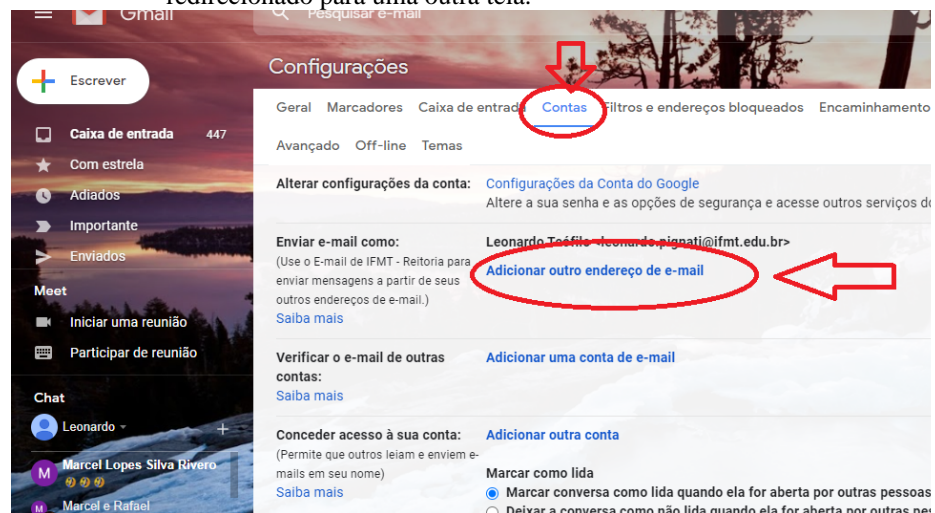 redirecionado para uma outra tela.
Gmail
Pesquisar e-mail
Escrever
Caixa de entrada 447
Com estrela
Adiados
Importante
Enviados
Meet
Iniciar uma reunião
Participar de reunião
Chat
Leonardo
M Marcel Lopes Silva Rivero
M Marcel e Rafael
Configurações
Geral Marcadores Caixa de entrada Contas Filtros e endereços bloqueados Encaminhamento
Avançado Off-line Temas
Alterar configurações da conta: Configurações da Conta do Google
Altere a sua senha e as opções de segurança e acesse outros serviços do
Enviar e-mail como: Leonardo Teófilo <leonardo.pignati@ifmt.edu.br>
(Use o E-mail de IFMT - Reitoria para
enviar mensagens a partir de seus
outros endereços de e-mail.)
Saiba mais
Adicionar outro endereço de e-mail
Verificar o e-mail de outras
contas:
Saiba mais
Adicionar uma conta de e-mail
Conceder acesso à sua conta: Adicionar outra conta
(Permite que outros leiam e enviem e-
mails em seu nome)
Saiba mais
Marcar como lida
Marcar conversa como lida quando ela for aberta por outras pessoas
Deixar a conversa como não lida quando ela for aberta por outras pes